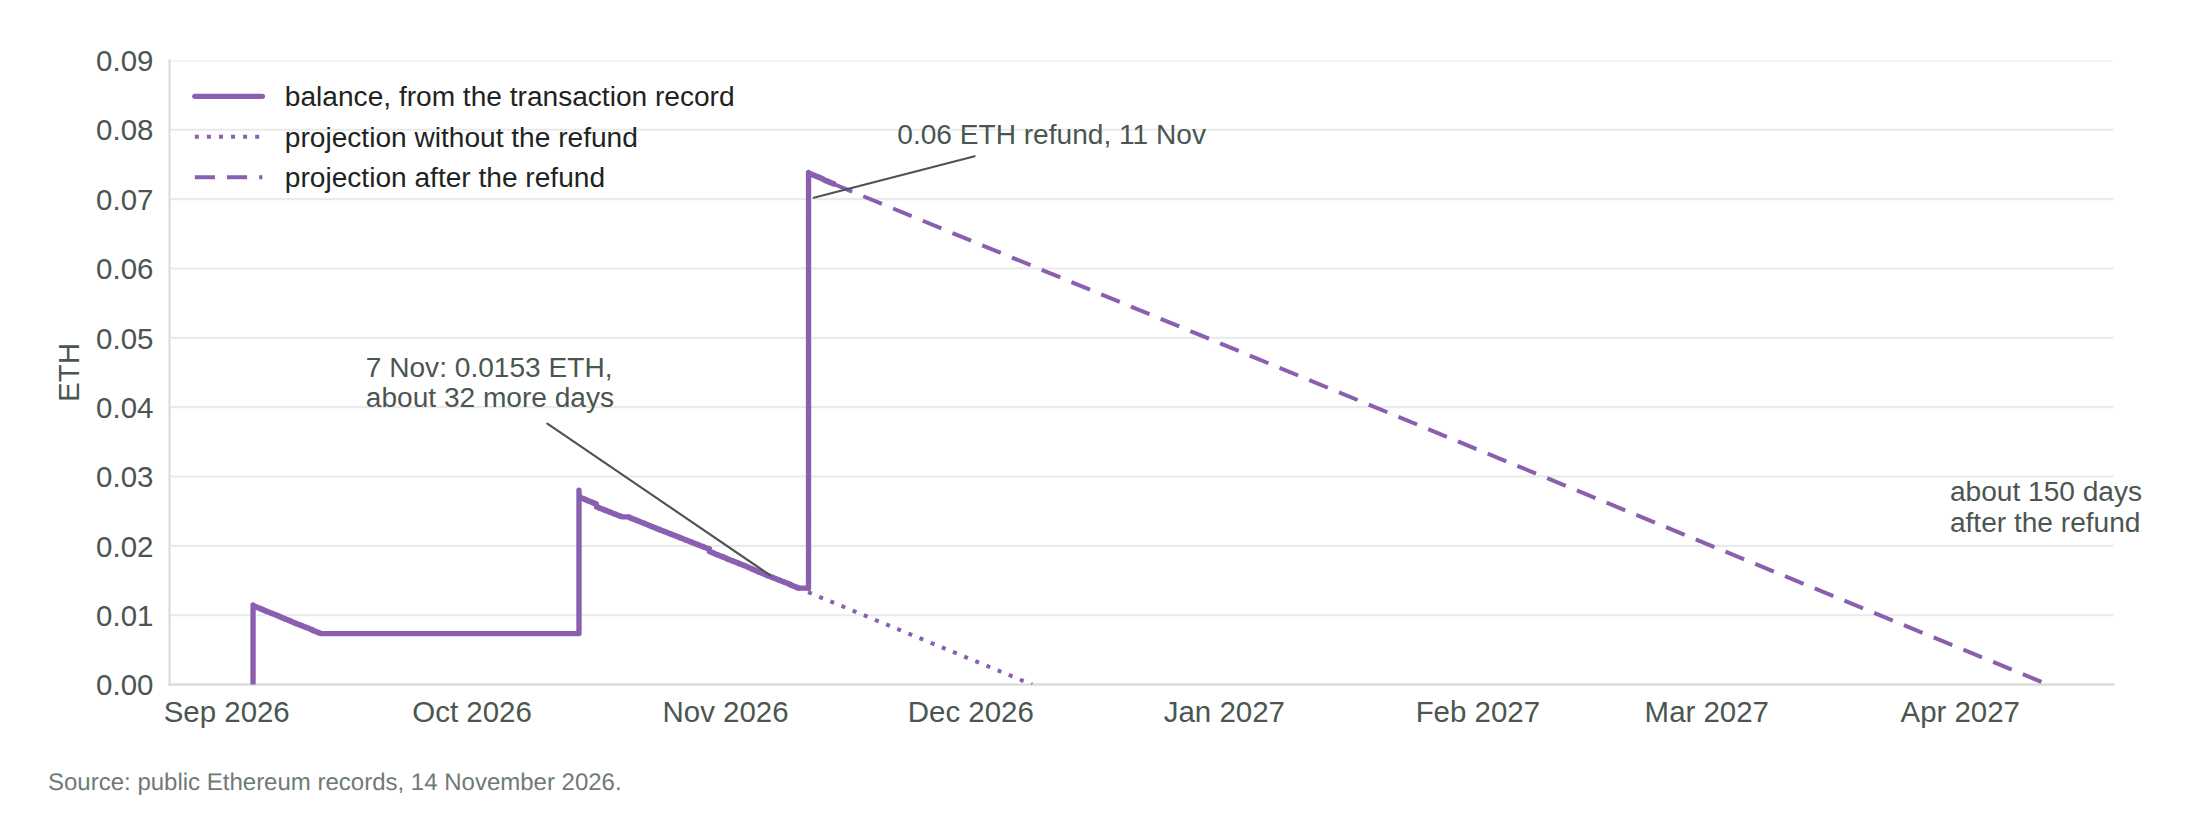 0.09
balance, from the transaction record
0.08
projection without the refund
0.06 ETH refund, 11 Nov
projection after the refund
0.07
0.06
0.05
ETH
7 Nov: 0.0153 ETH,
about 32 more days
0.04
0.03
about 150 days
after the refund
0.02
0.01
0.00
Sep 2026 Oct 2026 Nov 2026 Dec 2026 Jan 2027 Feb 2027 Mar 2027 Apr 2027
Source: public Ethereum records, 14 November 2026.